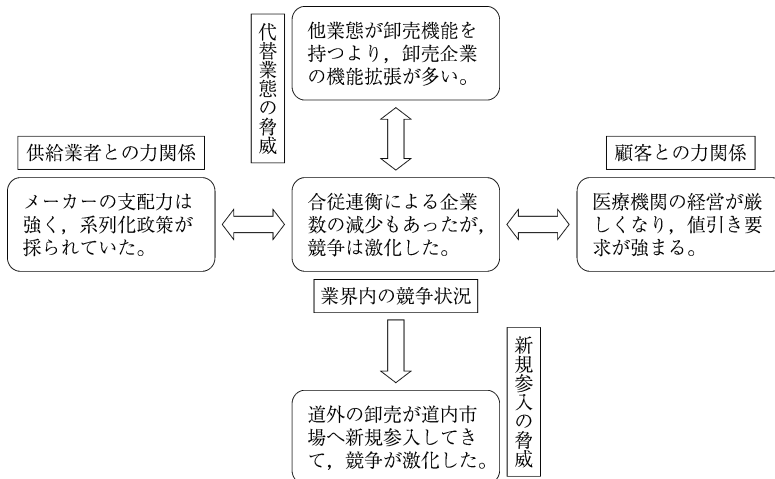 代替業態の脅威
他業態が卸売機能を
持つより，卸売企業
の機能拡張が多い。
供給業者との力関係
メーカーの支配力は
強く，系列化政策が
採られていた。
合従連衡による企業
数の減少もあったが，
競争は激化した。
業界内の競争状況
顧客との力関係
医療機関の経営が厳
しくなり，値引き要
求が強まる。
新規参入の脅威
道外の卸売が道内市
場へ新規参入してき
て，競争が激化した。